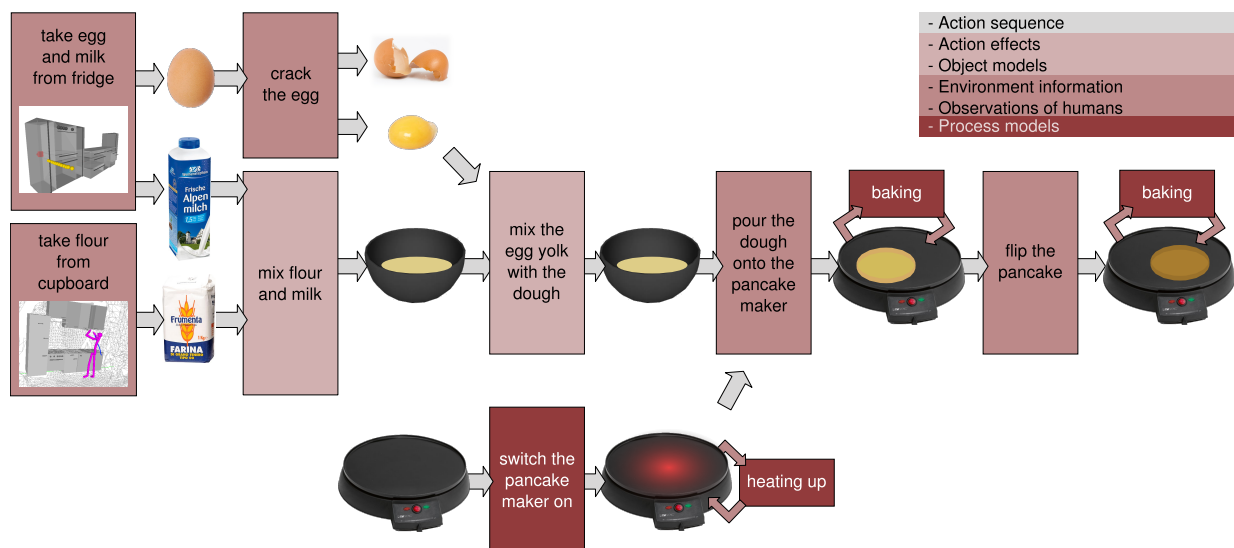 take egg
and milk
from fridge
crack
the egg
- Action sequence
- Action effects
- Object models
- Environment information
- Observations of humans
- Process models
Frische
Alpen
milch
take flour
from
cupboard
mix flour
and milk
Frumenta
FARINA
mix the
egg yolk
with the
dough
pour the
dough
onto the
pancake
maker
baking
flip the
pancake
baking
switch the
pancake
maker on
heating up